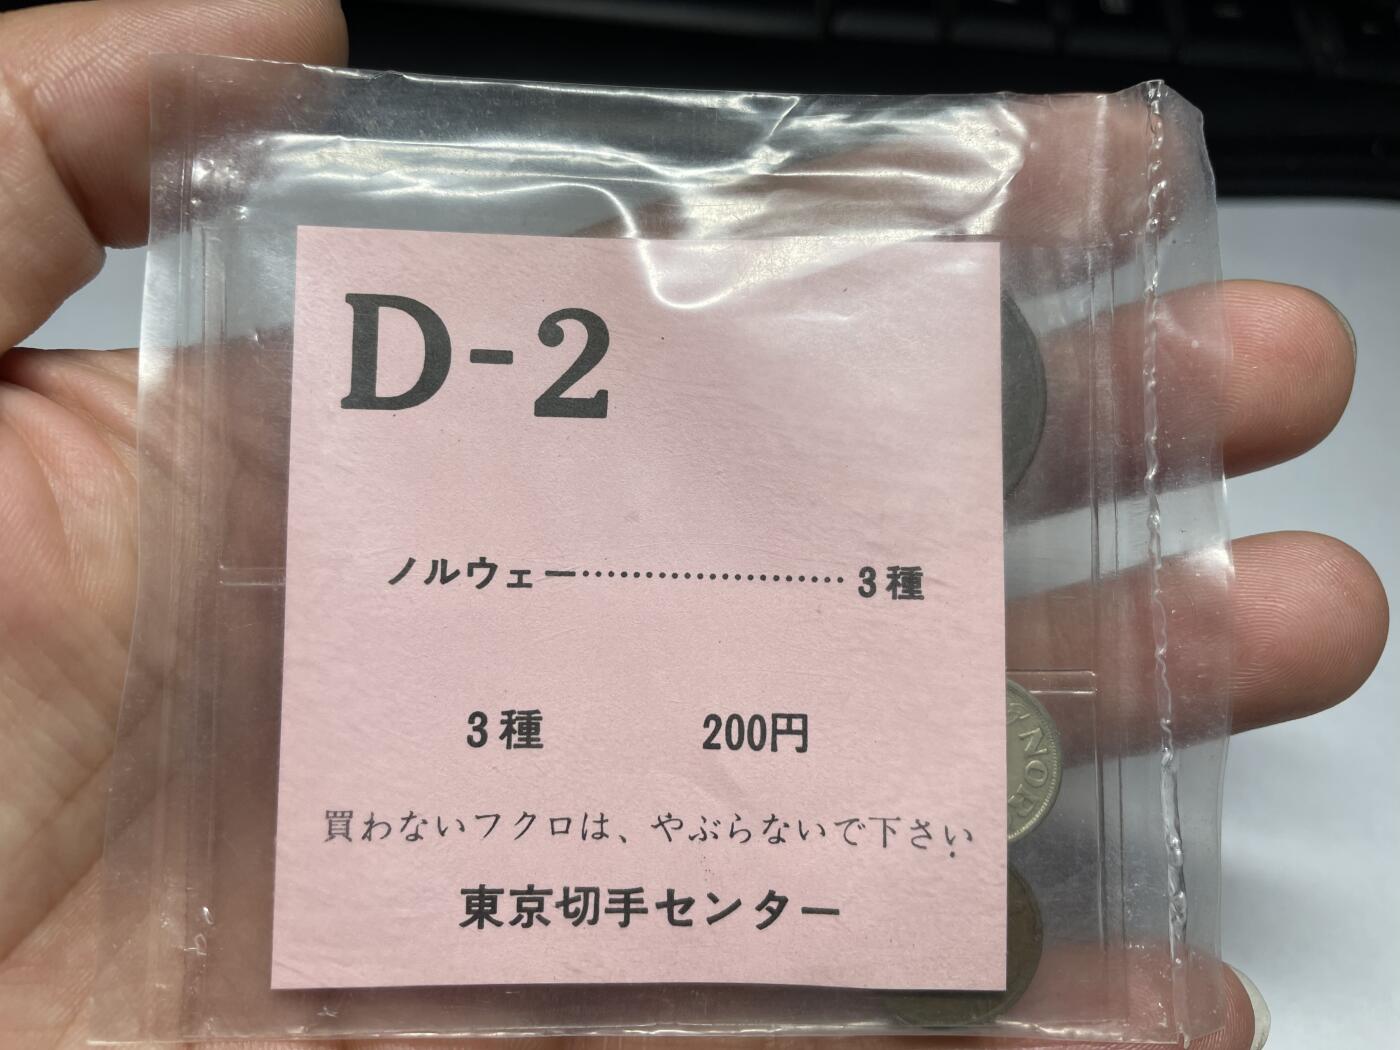 D-2
ノルウェー······················3種
3種 200円
NOR
買わないフクロは、やぶらないで下さい
東京切手センター